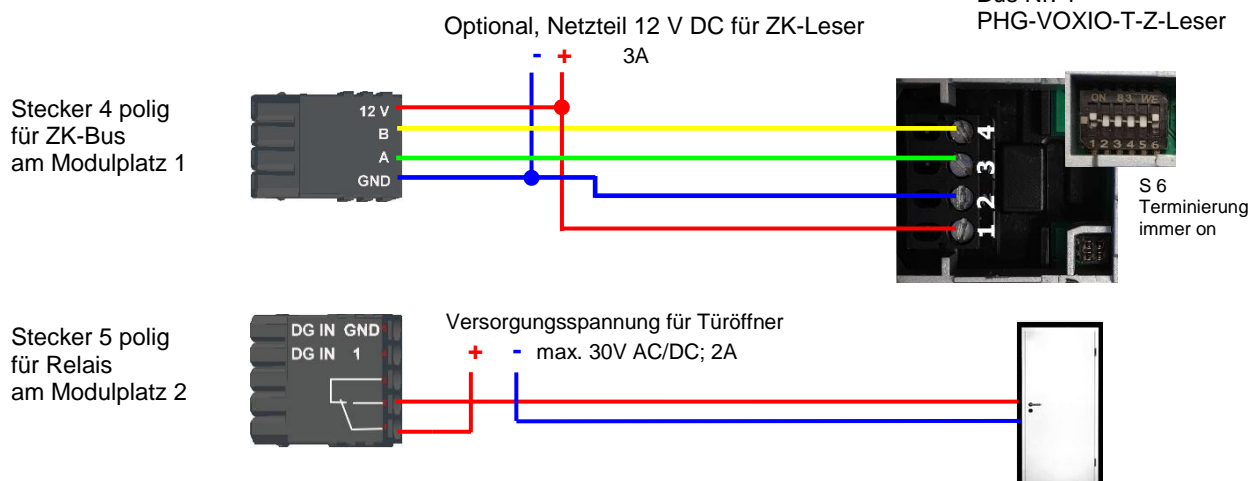 PHG-VOXIO-T-Z-Leser
Optional, Netzteil 12 V DC für ZK-Leser
- + 3A
Stecker 4 polig
für ZK-Bus
am Modulplatz 1
12 V
B
A
GND
4
3
2
1
ON 83 WE
1 2 3 4 5 6
S 6
Terminierung
immer on
Stecker 5 polig
für Relais
am Modulplatz 2
DG IN GND
DG IN 1
Versorgungsspannung für Türöffner
+ - max. 30V AC/DC; 2A